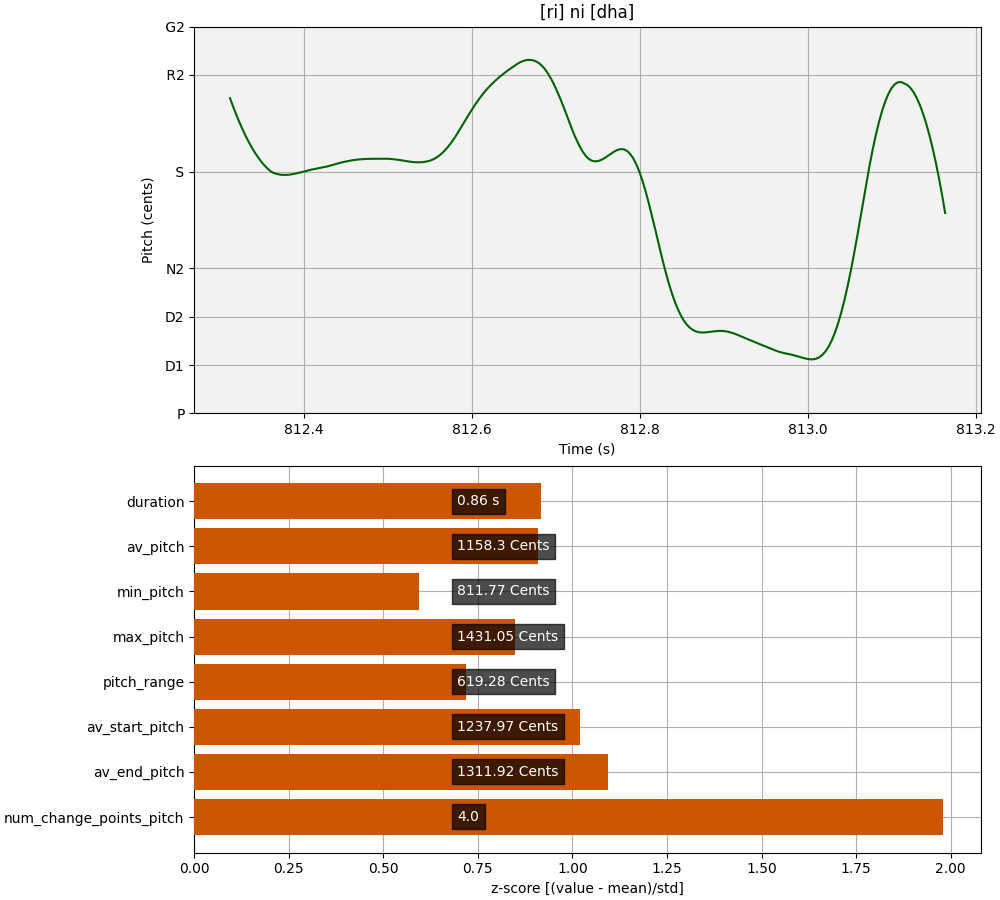 [ri] ni [dha]
G2
R2
S
N2
D2
D1
P
Pitch (cents)
812.4 812.6 812.8 813.0 813.2
Time (s)
duration 0.86 s
av_pitch 1158.3 Cents
min_pitch 811.77 Cents
max_pitch 1431.05 Cents
pitch_range 619.28 Cents
av_start_pitch 1237.97 Cents
av_end_pitch 1311.92 Cents
num_change_points_pitch 4.0
0.00 0.25 0.50 0.75 1.00 1.25 1.50 1.75 2.00
z-score [(value - mean)/std]